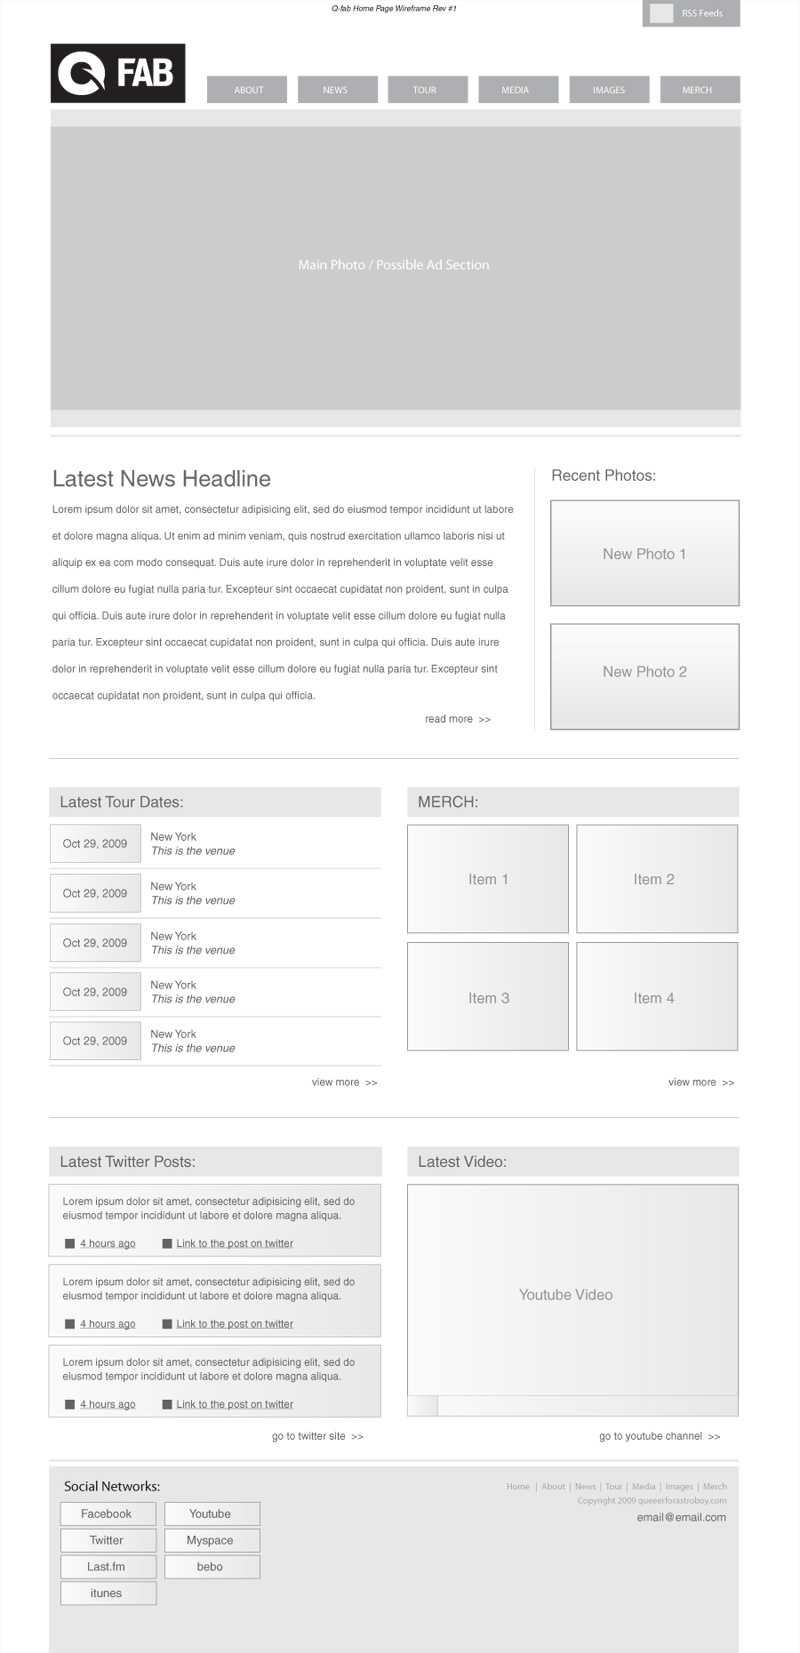 Q-fab Home Page Wireframe Rev #1
RSS Feeds
Q FAB
ABOUT
NEWS
TOUR
MEDIA
IMAGES
MERCH
Main Photo / Possible Ad Section
Latest News Headline
Lorem ipsum dolor sit amet, consectetur adipisicing elit, sed do eiusmod tempor incididunt ut labore
et dolore magna aliqua. Ut enim ad minim veniam, quis nostrud exercitation ullamco laboris nisi ut
aliquip ex ea com modo consequat. Duis aute irure dolor in reprehenderit in voluptate velit esse
cillum dolore eu fugiat nulla paria tur. Excepteur sint occaecat cupidatat non proident, sunt in culpa
qui officia. Duis aute irure dolor in reprehenderit in voluptate velit esse cillum dolore eu fugiat nulla
paria tur. Excepteur sint occaecat cupidatat non proident, sunt in culpa qui officia. Duis aute irure
dolor in reprehenderit in voluptate velit esse cillum dolore eu fugiat nulla paria tur. Excepteur sint
occaecat cupidatat non proident, sunt in culpa qui officia.
read more >>
Recent Photos:
New Photo 1
New Photo 2
Latest Tour Dates:
Oct 29, 2009
New York
This is the venue
Oct 29, 2009
New York
This is the venue
Oct 29, 2009
New York
This is the venue
Oct 29, 2009
New York
This is the venue
Oct 29, 2009
New York
This is the venue
view more >>
MERCH:
Item 1
Item 2
Item 3
Item 4
view more >>
Latest Twitter Posts:
Lorem ipsum dolor sit amet, consectetur adipisicing elit, sed do
eiusmod tempor incididunt ut labore et dolore magna aliqua.
4 hours ago
Link to the post on twitter
Lorem ipsum dolor sit amet, consectetur adipisicing elit, sed do
eiusmod tempor incididunt ut labore et dolore magna aliqua.
4 hours ago
Link to the post on twitter
Lorem ipsum dolor sit amet, consectetur adipisicing elit, sed do
eiusmod tempor incididunt ut labore et dolore magna aliqua.
4 hours ago
Link to the post on twitter
go to twitter site >>
Latest Video:
Youtube Video
go to youtube channel >>
Social Networks:
Facebook
Youtube
Twitter
Myspace
Last.fm
bebo
itunes
Home | About | News | Tour | Media | Images | Merch
Copyright 2009 queeerforastroboy.com
email@email.com